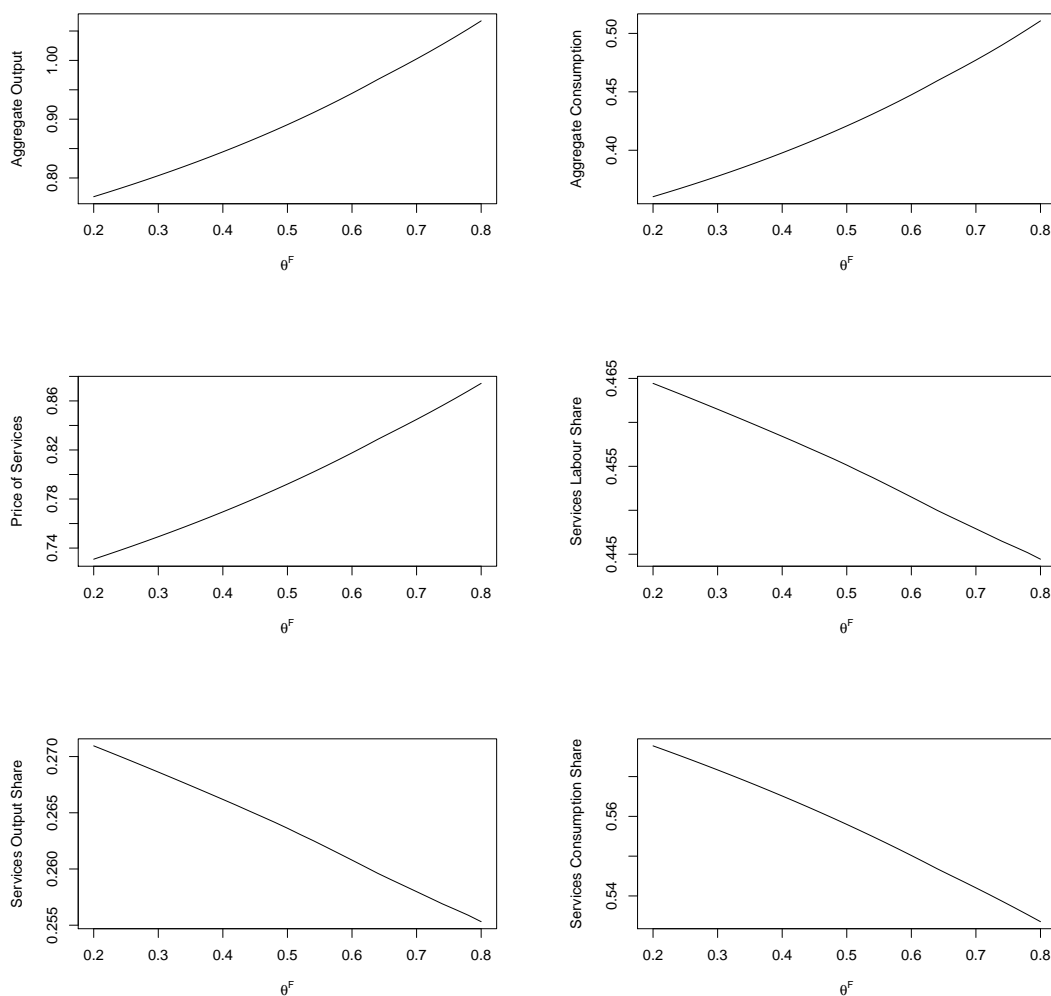 Aggregate Output
0.80 0.90 1.00
0.2 0.3 0.4 0.5 0.6 0.7 0.8
θ^F
Aggregate Consumption
0.40 0.45 0.50
0.2 0.3 0.4 0.5 0.6 0.7 0.8
θ^F
Price of Services
0.74 0.78 0.82 0.86
0.2 0.3 0.4 0.5 0.6 0.7 0.8
θ^F
Services Labour Share
0.445 0.455 0.465
0.2 0.3 0.4 0.5 0.6 0.7 0.8
θ^F
Services Output Share
0.255 0.260 0.265 0.270
0.2 0.3 0.4 0.5 0.6 0.7 0.8
θ^F
Services Consumption Share
0.54 0.56
0.2 0.3 0.4 0.5 0.6 0.7 0.8
θ^F